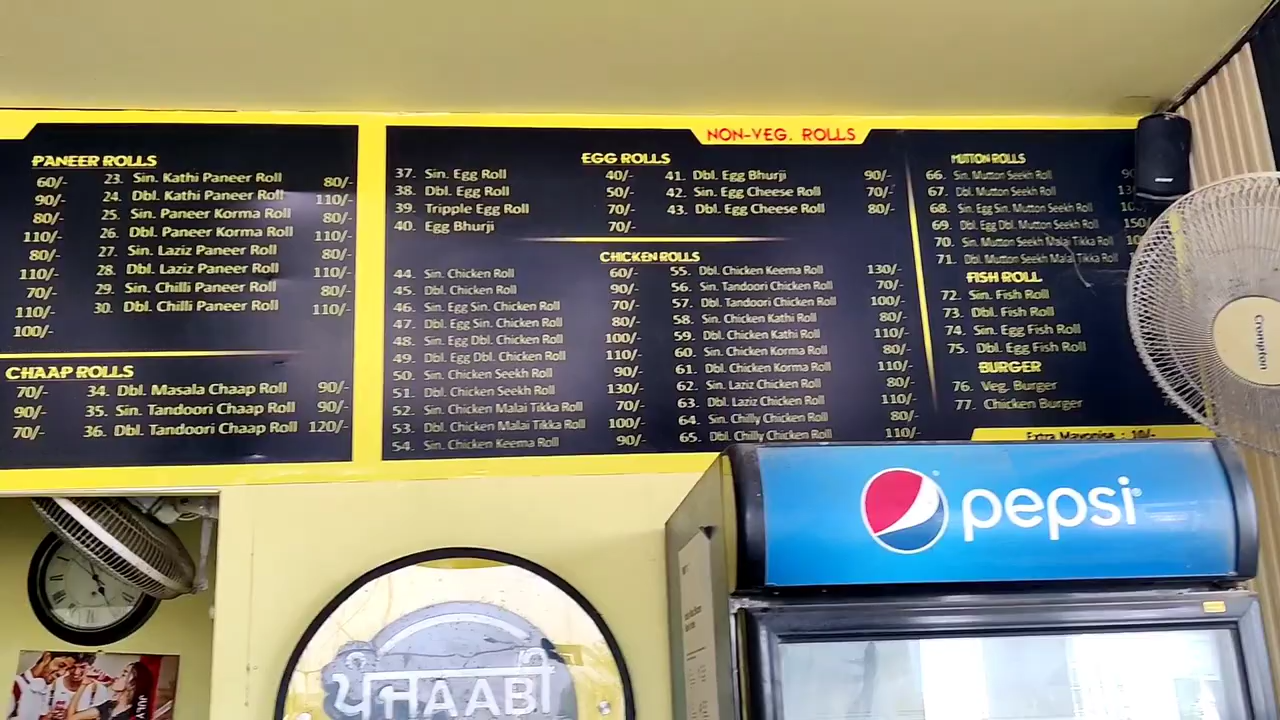 NON-VEG. ROLLS
PANEER ROLLS
60/- 23. Sin. Kathi Paneer Roll 80/-
90/- 24. Dbl. Kathi Paneer Roll 110/-
80/- 25. Sin. Paneer Korma Roll 80/-
110/- 26. Dbl. Paneer Korma Roll 110/-
80/- 27. Sin. Laziz Paneer Roll 80/-
110/- 28. Dbl. Laziz Paneer Roll 110/-
70/- 29. Sin. Chilli Paneer Roll 80/-
110/- 30. Dbl. Chilli Paneer Roll 110/-
100/-
CHAAP ROLLS
70/- 34. Dbl. Masala Chaap Roll 90/-
90/- 35. Sin. Tandoori Chaap Roll 90/-
70/- 36. Dbl. Tandoori Chaap Roll 120/-
EGG ROLLS
37. Sin. Egg Roll 40/- 41. Dbl. Egg Bhurji 90/-
38. Dbl. Egg Roll 50/- 42. Sin. Egg Cheese Roll 70/-
39. Tripple Egg Roll 70/- 43. Dbl. Egg Cheese Roll 80/-
40. Egg Bhurji 70/-
CHICKEN ROLLS
44. Sin. Chicken Roll 60/- 55. Dbl. Chicken Keema Roll 130/-
45. Dbl. Chicken Roll 90/- 56. Sin. Tandoori Chicken Roll 70/-
46. Sin. Egg Sin. Chicken Roll 70/- 57. Dbl. Tandoori Chicken Roll 100/-
47. Dbl. Egg Sin. Chicken Roll 80/- 58. Sin. Chicken Kathi Roll 80/-
48. Sin. Egg Dbl. Chicken Roll 100/- 59. Dbl. Chicken Kathi Roll 110/-
49. Dbl. Egg Dbl. Chicken Roll 110/- 60. Sin. Chicken Korma Roll 80/-
50. Sin. Chicken Seekh Roll 90/- 61. Dbl. Chicken Korma Roll 110/-
51. Dbl. Chicken Seekh Roll 130/- 62. Sin. Laziz Chicken Roll 80/-
52. Sin. Chicken Malai Tikka Roll 70/- 63. Dbl. Laziz Chicken Roll 110/-
53. Dbl. Chicken Malai Tikka Roll 100/- 64. Sin. Chilly Chicken Roll 80/-
54. Sin. Chicken Keema Roll 90/- 65. Dbl. Chilly Chicken Roll 110/-
MUTTON ROLLS
66. Sin. Mutton Seekh Roll
67. Dbl. Mutton Seekh Roll
68. Sin. Egg Sin. Mutton Seekh Roll
69. Dbl. Egg Dbl. Mutton Seekh Roll 150/-
70. Sin. Mutton Seekh Malai Tikka Roll
71. Dbl. Mutton Seekh Malai Tikka Roll
FISH ROLL
72. Sin. Fish Roll
73. Dbl. Fish Roll
74. Sin. Egg Fish Roll
75. Dbl. Egg Fish Roll
BURGER
76. Veg. Burger
77. Chicken Burger
Extra Mayonise : 10/-
Crompton
pepsi
ਪਂਜAABੀ
JULY